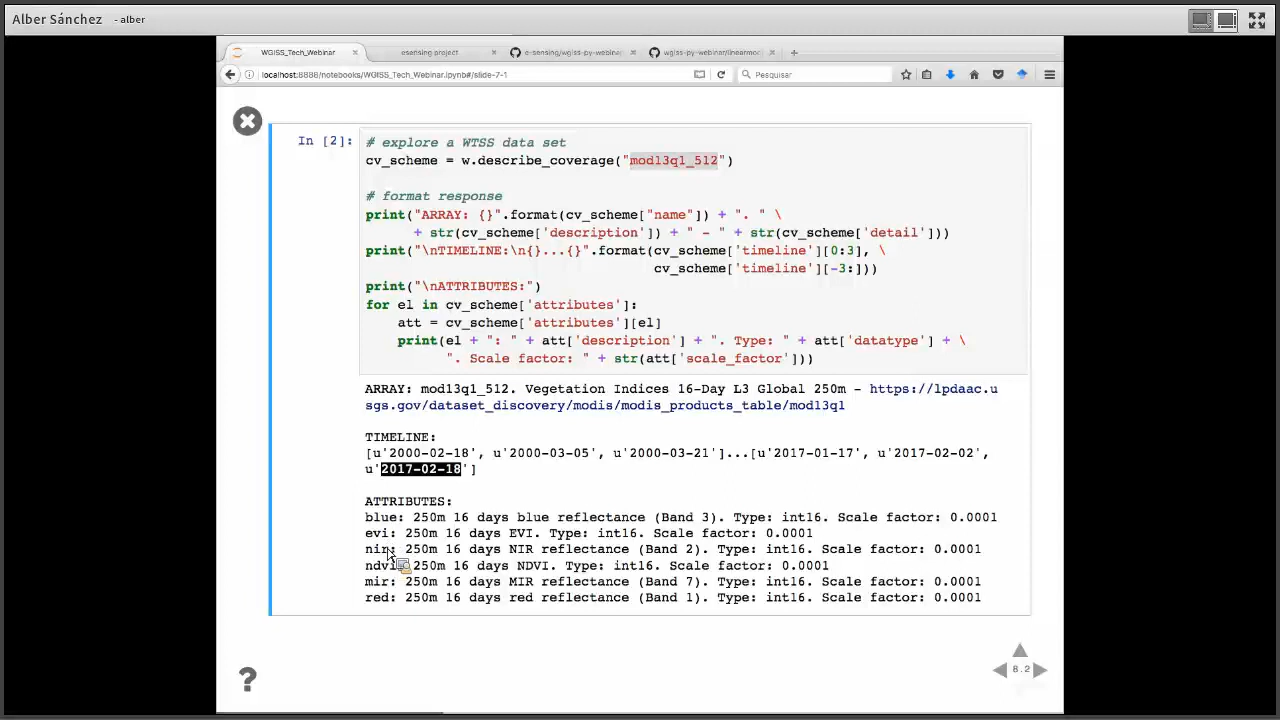 Alber Sánchez - alber
WGISS_Tech_Webinar
esensing project
e-sensing/wgiss-py-webina
wgiss-py-webinar/linearmod
localhost:8888/notebooks/WGISS_Tech_Webinar.ipynb#/slide-7-1
Pesquisar
In [2]:
# explore a WTSS data set
cv_scheme = w.describe_coverage("mod13q1_512")
# format response
print("ARRAY: {}".format(cv_scheme["name"]) + ". " \
+ str(cv_scheme['description']) + " - " + str(cv_scheme['detail']))
print("\nTIMELINE:\n{}...{}".format(cv_scheme['timeline'][0:3], \
cv_scheme['timeline'][-3:]))
print("\nATTRIBUTES:")
for el in cv_scheme['attributes']:
att = cv_scheme['attributes'][el]
print(el + ": " + att['description'] + ". Type: " + att['datatype'] + \
". Scale factor: " + str(att['scale_factor']))
ARRAY: mod13q1_512. Vegetation Indices 16-Day L3 Global 250m - https://lpdaac.u
sgs.gov/dataset_discovery/modis/modis_products_table/mod13q1
TIMELINE:
[u'2000-02-18', u'2000-03-05', u'2000-03-21']...[u'2017-01-17', u'2017-02-02',
u'2017-02-18']
ATTRIBUTES:
blue: 250m 16 days blue reflectance (Band 3). Type: int16. Scale factor: 0.0001
evi: 250m 16 days EVI. Type: int16. Scale factor: 0.0001
nir: 250m 16 days NIR reflectance (Band 2). Type: int16. Scale factor: 0.0001
ndvi: 250m 16 days NDVI. Type: int16. Scale factor: 0.0001
mir: 250m 16 days MIR reflectance (Band 7). Type: int16. Scale factor: 0.0001
red: 250m 16 days red reflectance (Band 1). Type: int16. Scale factor: 0.0001
?
6.2